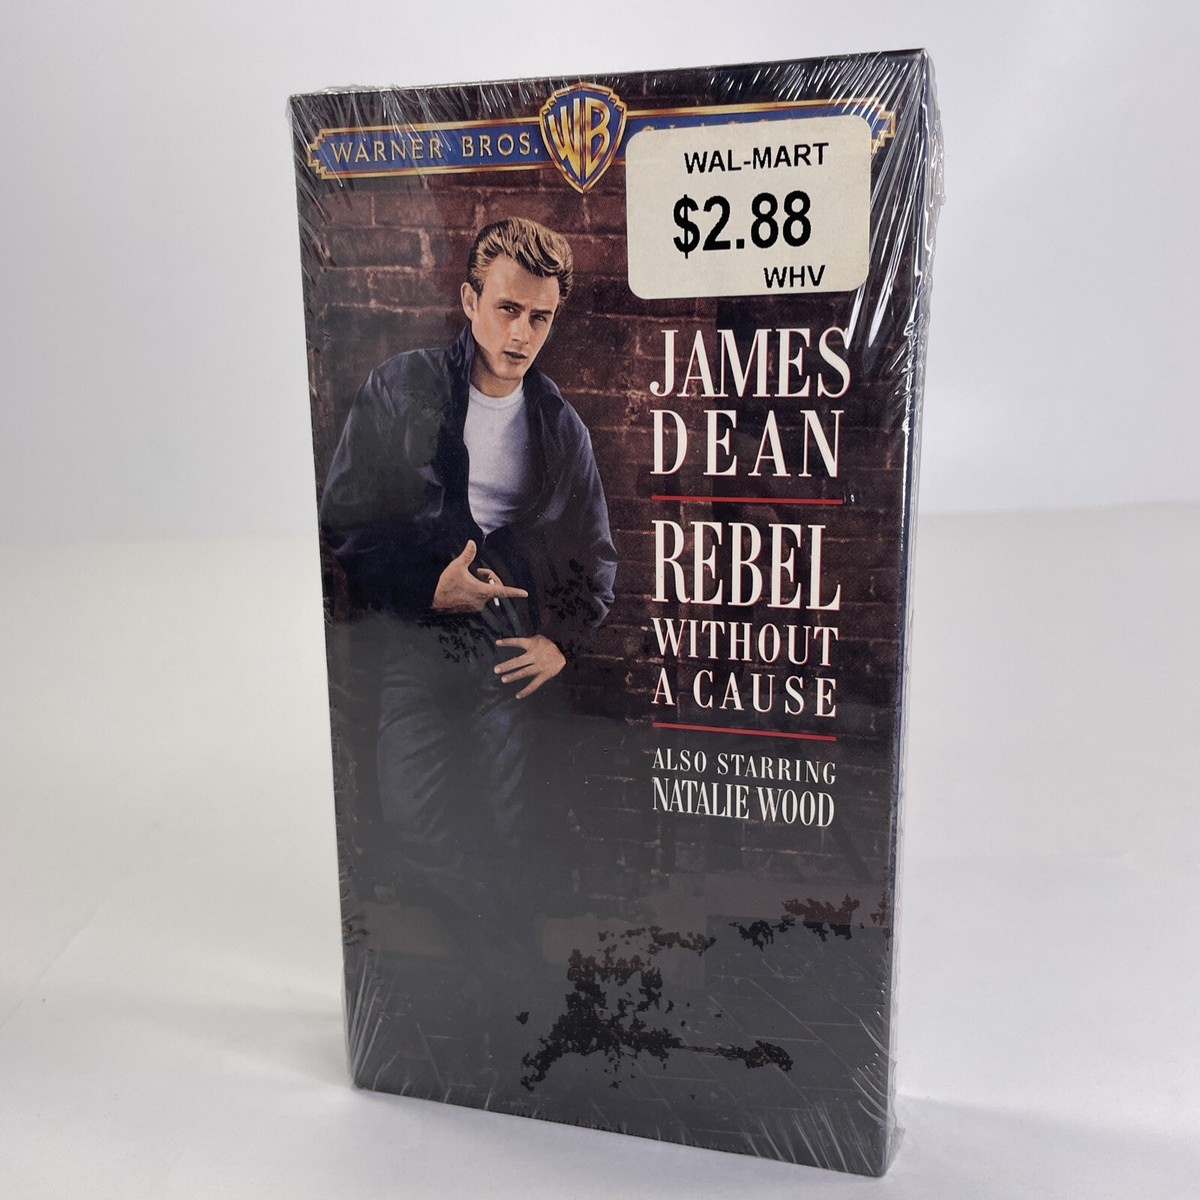 WARNER BROS.
WB
WAL-MART
$2.88
WHV
JAMES
DEAN
REBEL
WITHOUT
A CAUSE
ALSO STARRING
NATALIE WOOD